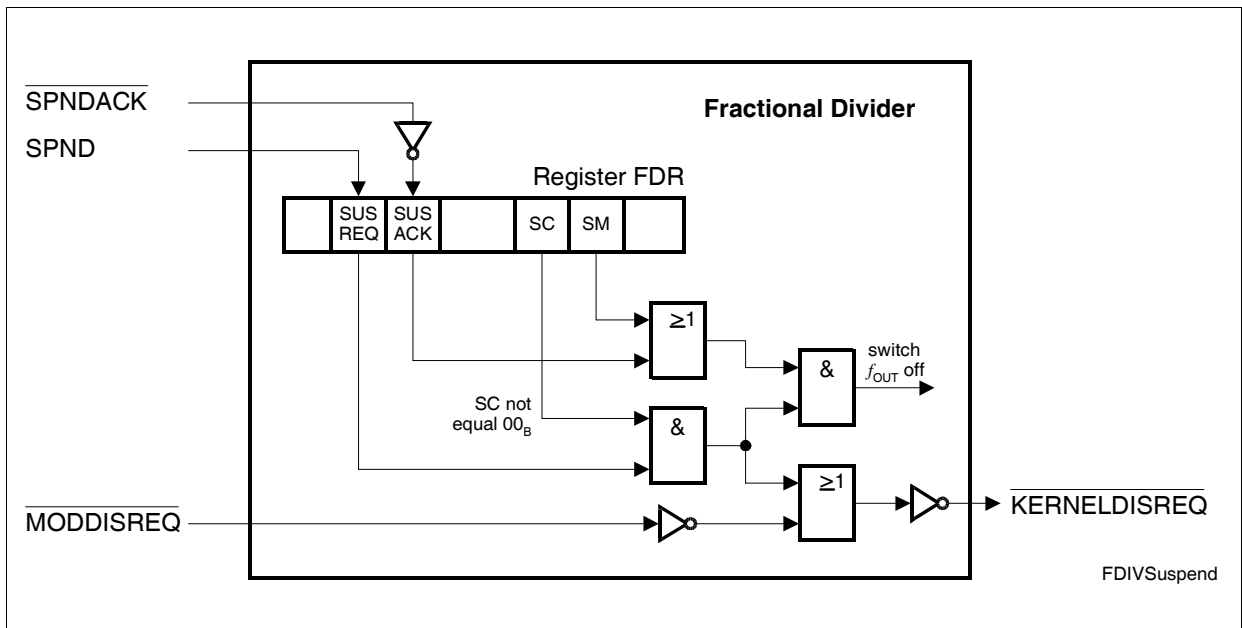 SPNDACK
SPND
Fractional Divider
Register FDR
SUS
REQ
SUS
ACK
SC
SM
≥1
&
switch
fOUT off
SC not
equal 00B
&
≥1
MODDISREQ
KERNELDISREQ
FDIVSuspend